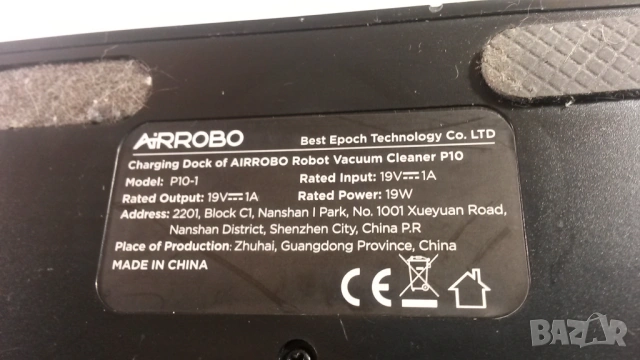 AIRROBO
Best Epoch Technology Co. LTD
Charging Dock of AIRROBO Robot Vacuum Cleaner P10
Model: P10-1
Rated Input: 19V⎓1A
Rated Output: 19V⎓1A
Rated Power: 19W
Address: 2201, Block C1, Nanshan I Park, No. 1001 Xueyuan Road,
Nanshan District, Shenzhen City, China P.R
Place of Production: Zhuhai, Guangdong Province, China
MADE IN CHINA
CE
BAZAR